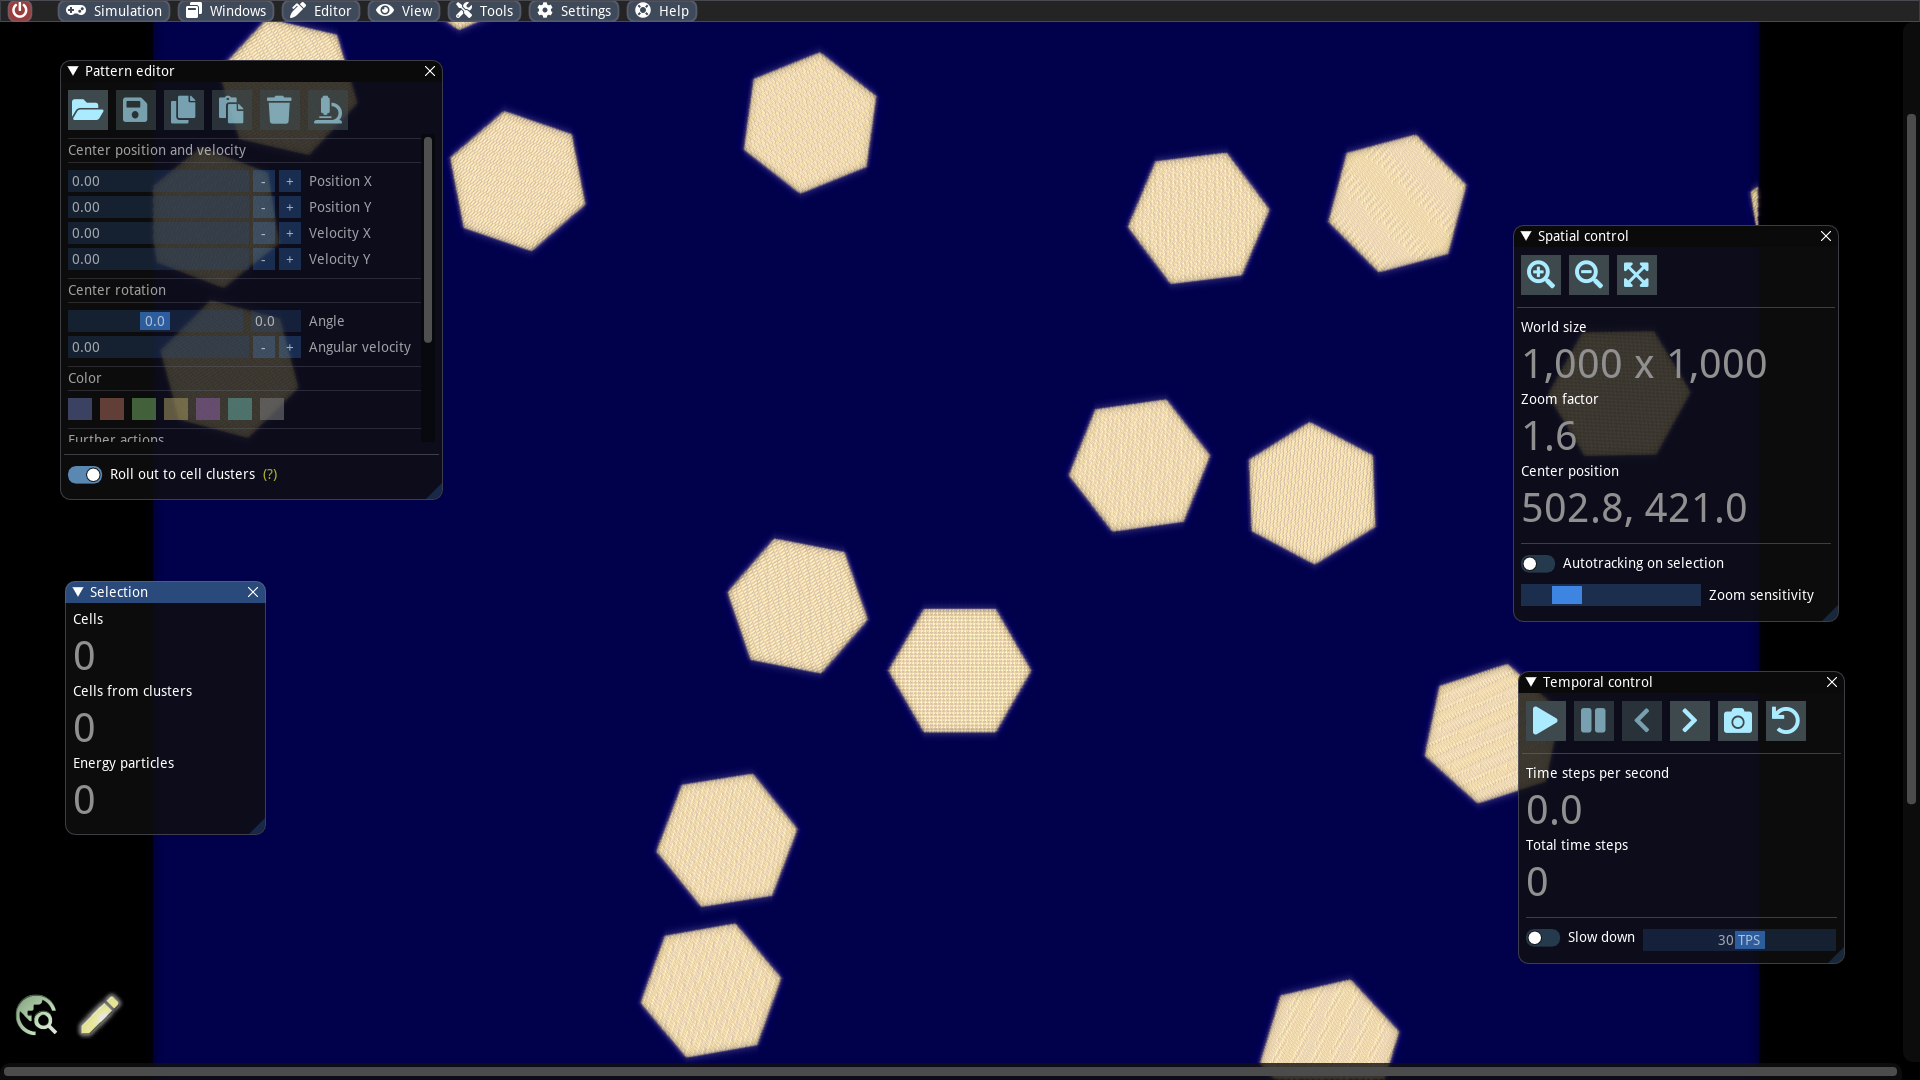 Simulation Windows Editor View Tools Settings Help
Pattern editor
Center position and velocity
0.00 - + Position X
0.00 - + Position Y
0.00 - + Velocity X
0.00 - + Velocity Y
Center rotation
0.0 0.0 Angle
0.00 - + Angular velocity
Color
Further actions
Roll out to cell clusters (?)
Selection
Cells
0
Cells from clusters
0
Energy particles
0
Spatial control
World size
1,000 x 1,000
Zoom factor
1.6
Center position
502.8, 421.0
Autotracking on selection
Zoom sensitivity
Temporal control
Time steps per second
0.0
Total time steps
0
Slow down 30 TPS